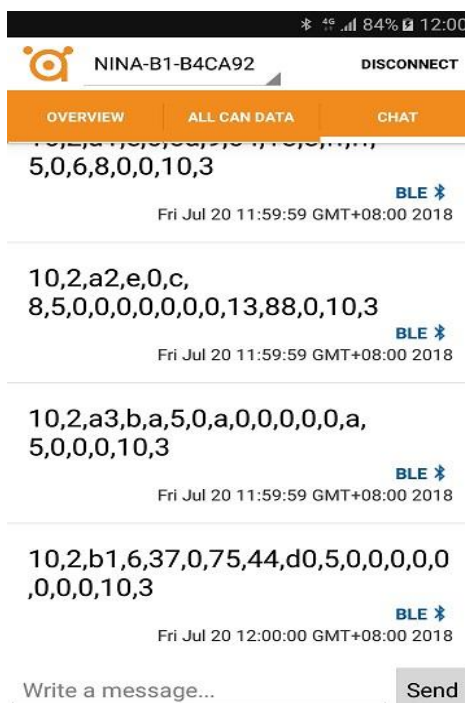 4G 84% 12:00
NINA-B1-B4CA92 DISCONNECT
OVERVIEW ALL CAN DATA CHAT
5,0,6,8,0,0,10,3
BLE
Fri Jul 20 11:59:59 GMT+08:00 2018
10,2,a2,e,0,c,
8,5,0,0,0,0,0,0,0,13,88,0,10,3
BLE
Fri Jul 20 11:59:59 GMT+08:00 2018
10,2,a3,b,a,5,0,a,0,0,0,0,0,a,
5,0,0,0,10,3
BLE
Fri Jul 20 11:59:59 GMT+08:00 2018
10,2,b1,6,37,0,75,44,d0,5,0,0,0,0,0
,0,0,0,10,3
BLE
Fri Jul 20 12:00:00 GMT+08:00 2018
Write a message... Send